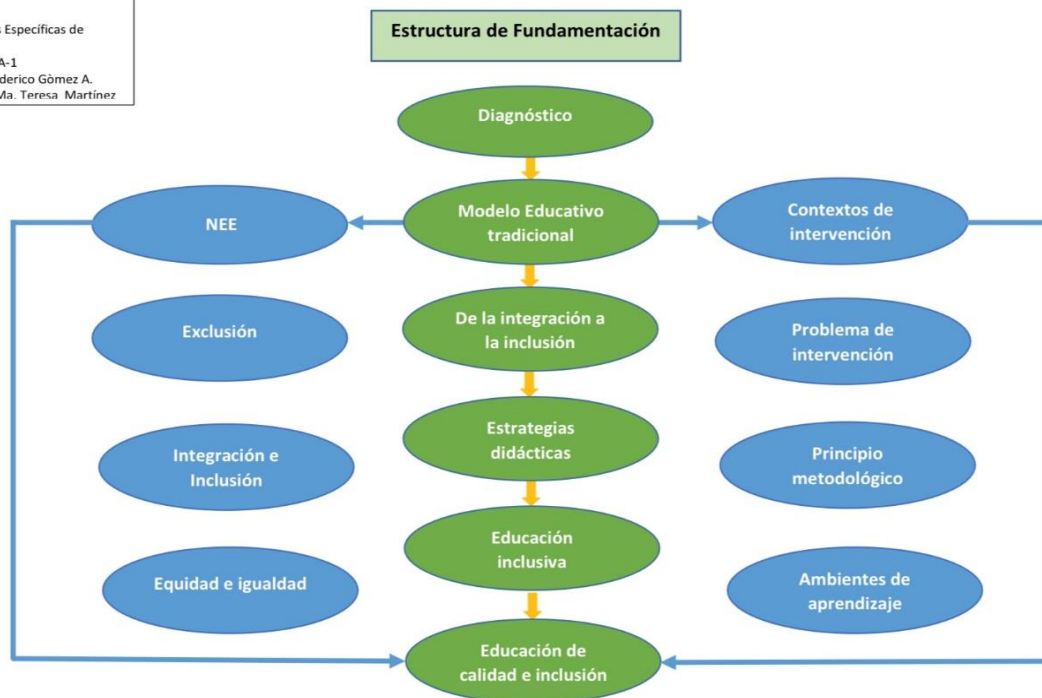 s Específicas de
A-1
derico Gòmez A.
Ma. Teresa Martínez
Estructura de Fundamentación
Diagnóstico
NEE
Modelo Educativo
tradicional
Contextos de
intervención
Exclusión
De la integración a
la inclusión
Problema de
intervención
Integración e
Inclusión
Estrategias
didácticas
Principio
metodológico
Equidad e igualdad
Educación
inclusiva
Ambientes de
aprendizaje
Educación de
calidad e inclusión